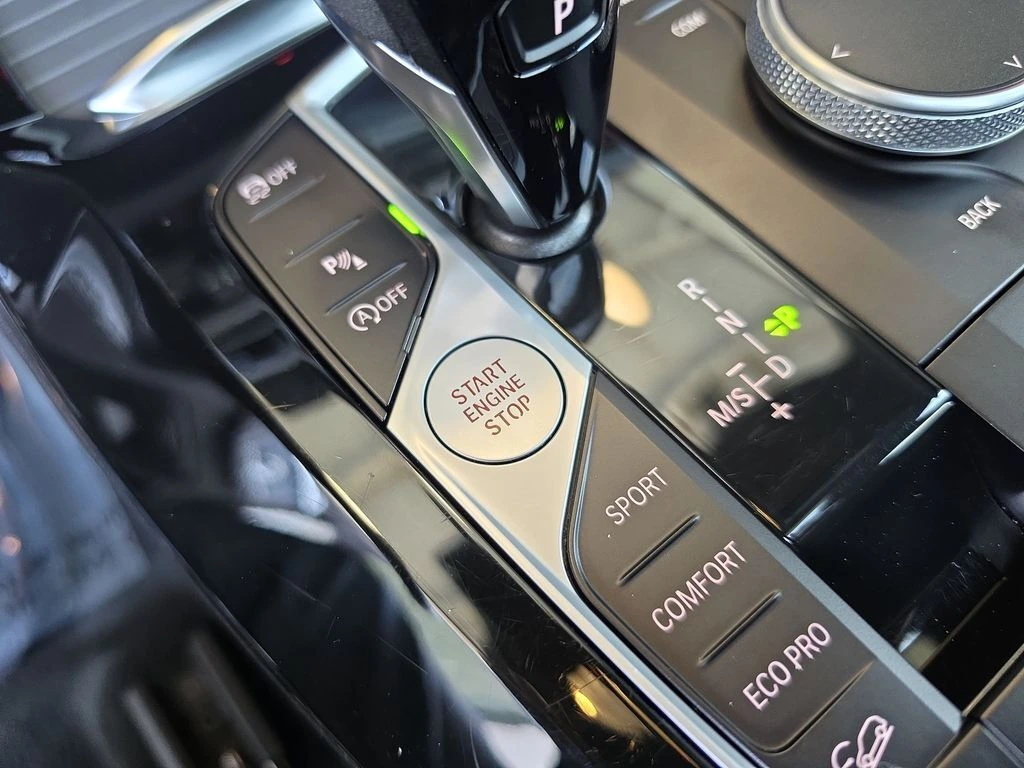 P
COM
BACK
OFF
P
A OFF
START
ENGINE
STOP
R
N
P
D
M/S
+
SPORT
COMFORT
ECO PRO